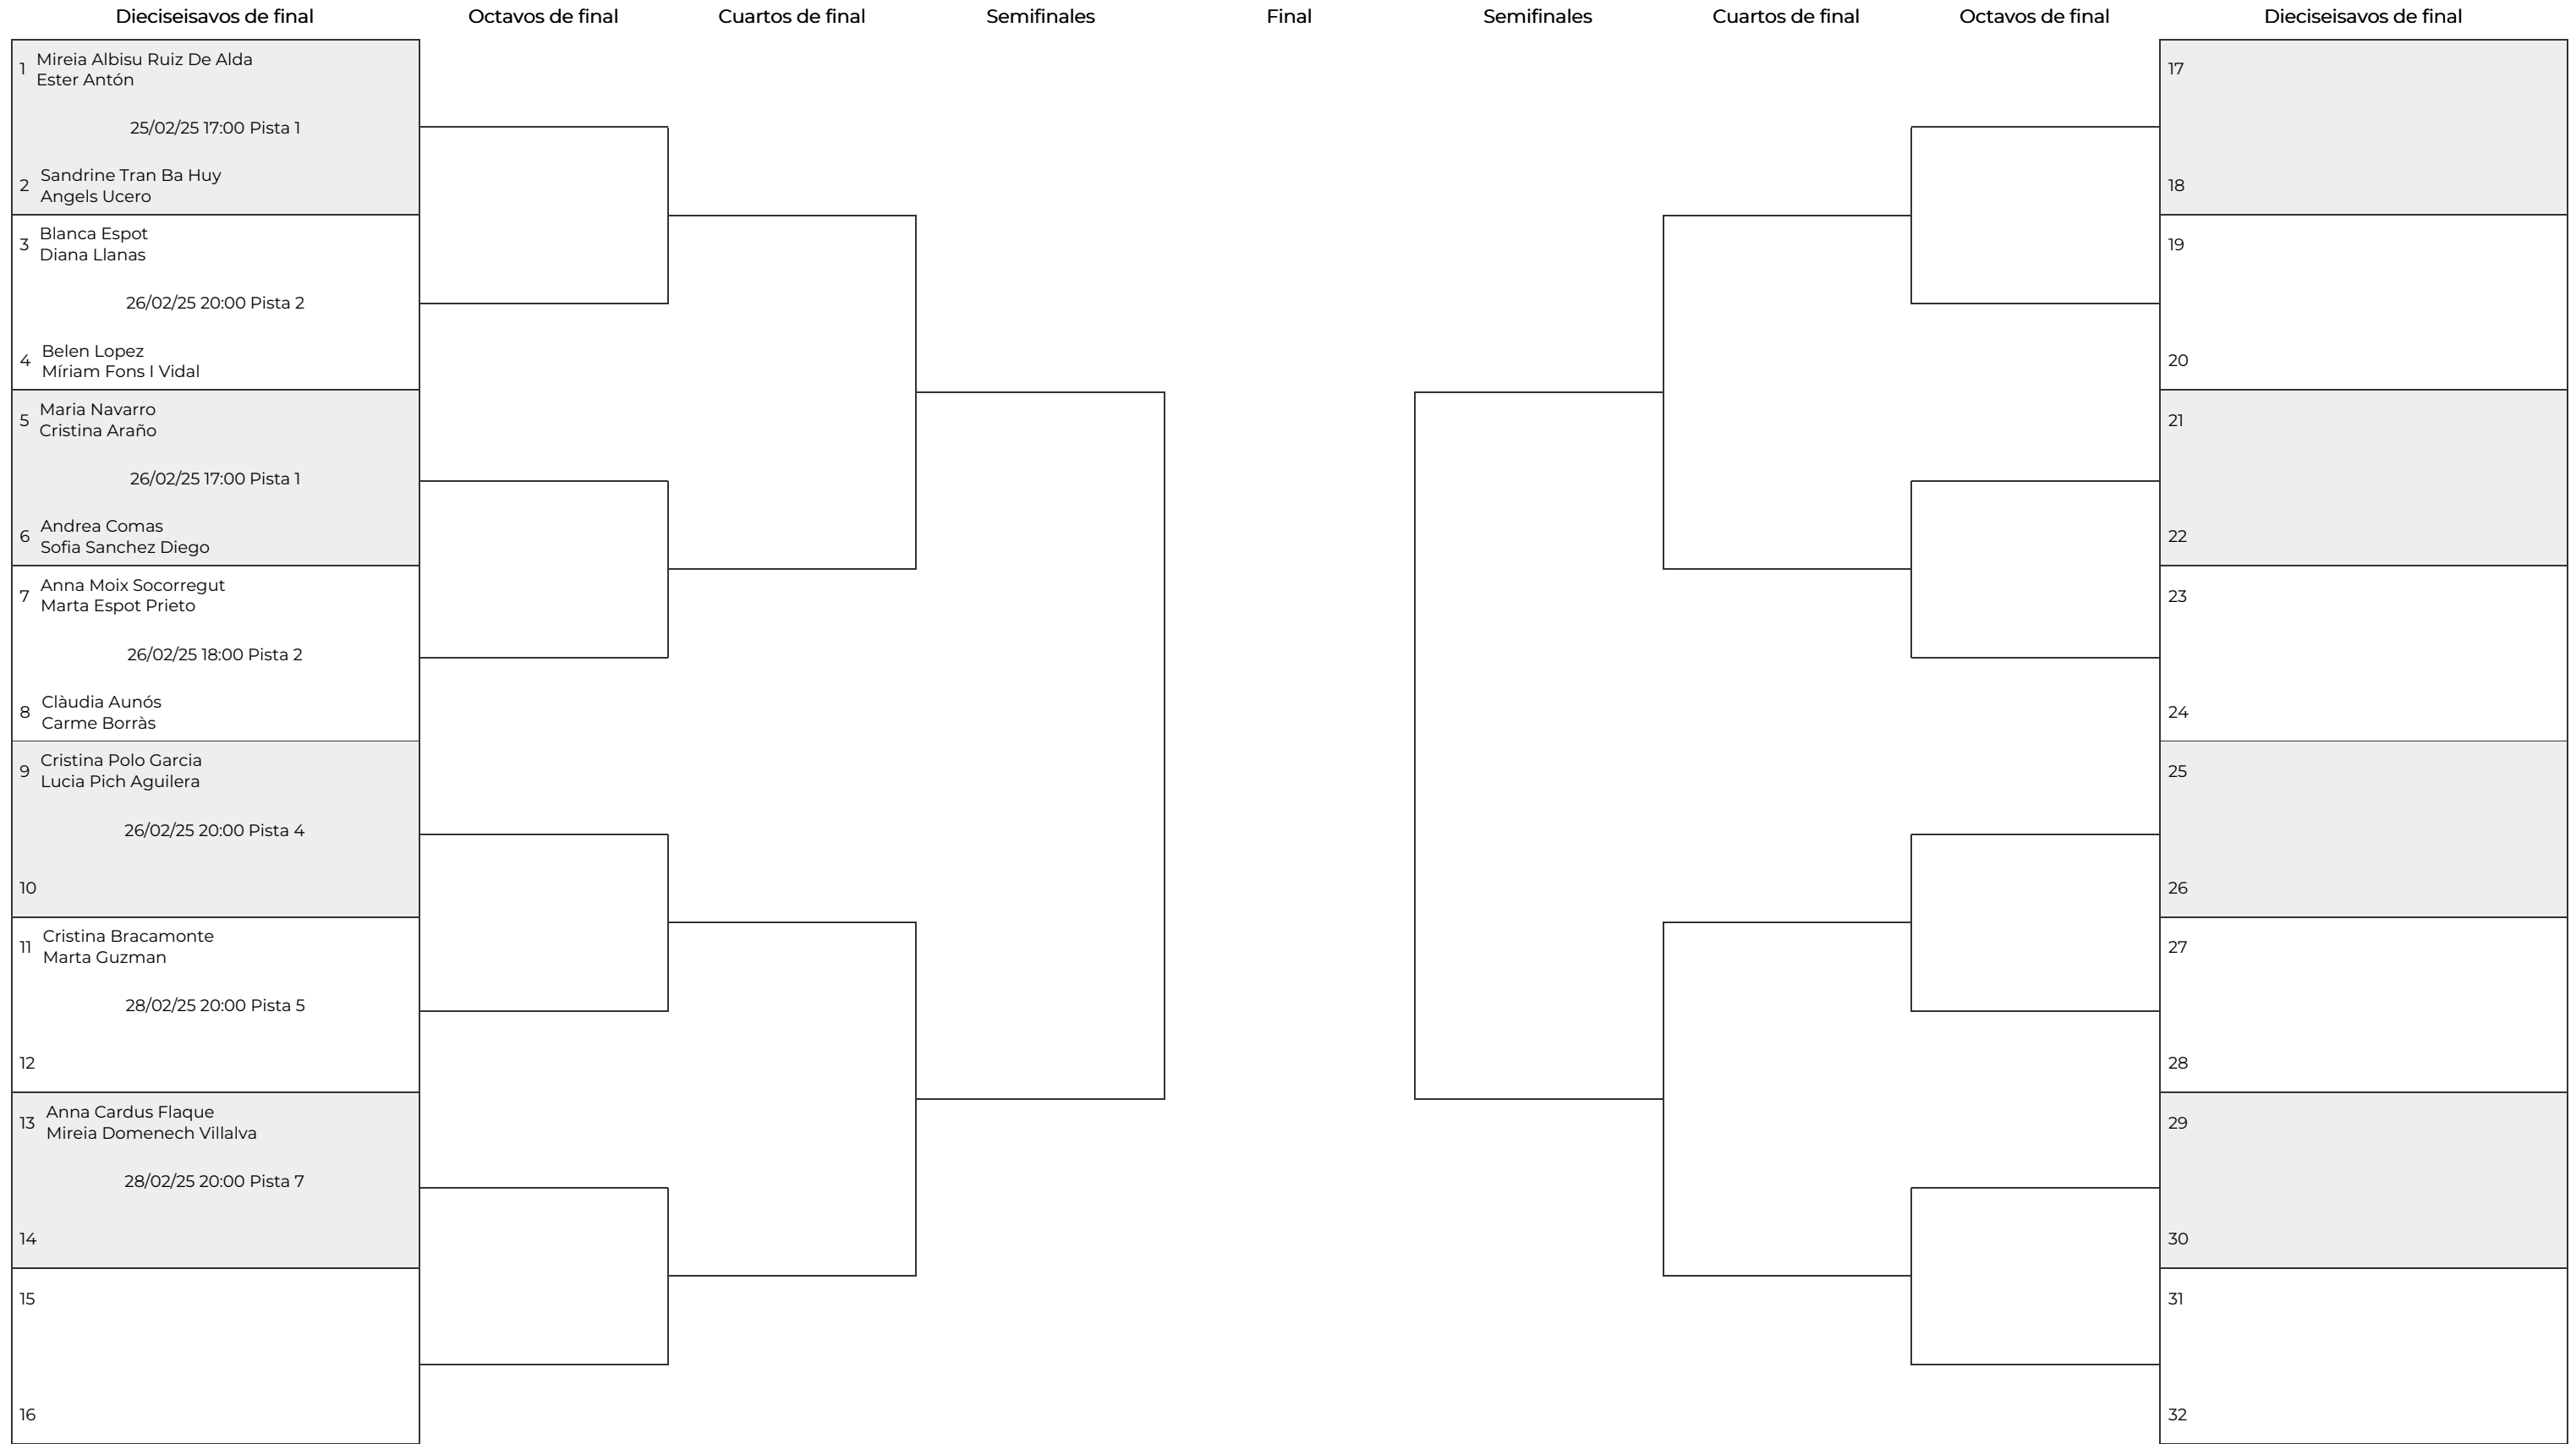 Dieciseisavos de final
Octavos de final
Cuartos de final
Semifinales
Final
Semifinales
Cuartos de final
Octavos de final
Dieciseisavos de final
1
Mireia Albisu Ruiz De Alda
Ester Antón
25/02/25 17:00 Pista 1
2
Sandrine Tran Ba Huy
Angels Ucero
3
Blanca Espot
Diana Llanas
26/02/25 20:00 Pista 2
4
Belen Lopez
Míriam Fons I Vidal
5
Maria Navarro
Cristina Araño
26/02/25 17:00 Pista 1
6
Andrea Comas
Sofia Sanchez Diego
7
Anna Moix Socorregut
Marta Espot Prieto
26/02/25 18:00 Pista 2
8
Clàudia Aunós
Carme Borràs
9
Cristina Polo Garcia
Lucia Pich Aguilera
26/02/25 20:00 Pista 4
10
11
Cristina Bracamonte
Marta Guzman
28/02/25 20:00 Pista 5
12
13
Anna Cardus Flaque
Mireia Domenech Villalva
28/02/25 20:00 Pista 7
14
15
16
17
18
19
20
21
22
23
24
25
26
27
28
29
30
31
32